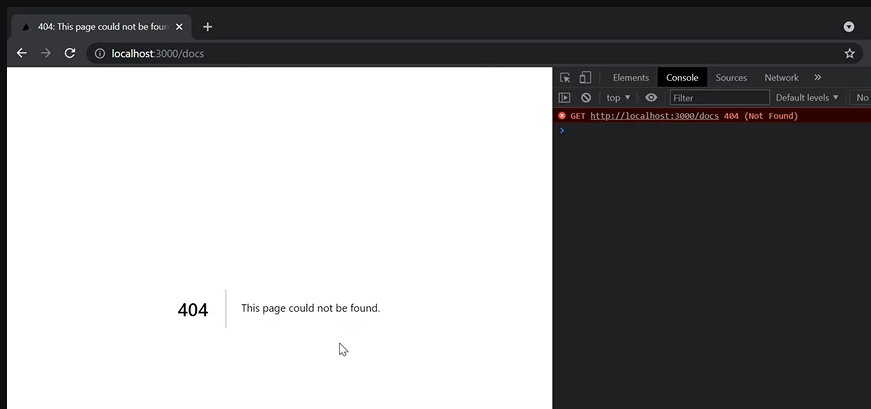 404: This page could not be foun
localhost:3000/docs
Elements Console Sources Network »
top Filter Default levels No
GET http://localhost:3000/docs 404 (Not Found)
404 This page could not be found.